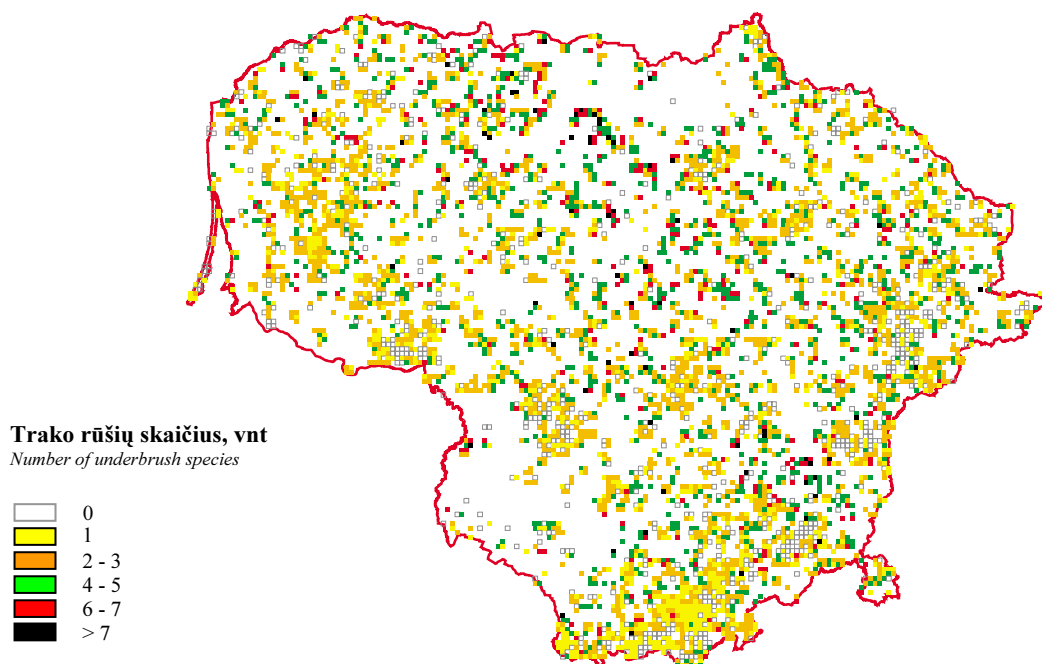 Trako rūšių skaičius, vnt
Number of underbrush species
0
1
2 - 3
4 - 5
6 - 7
> 7